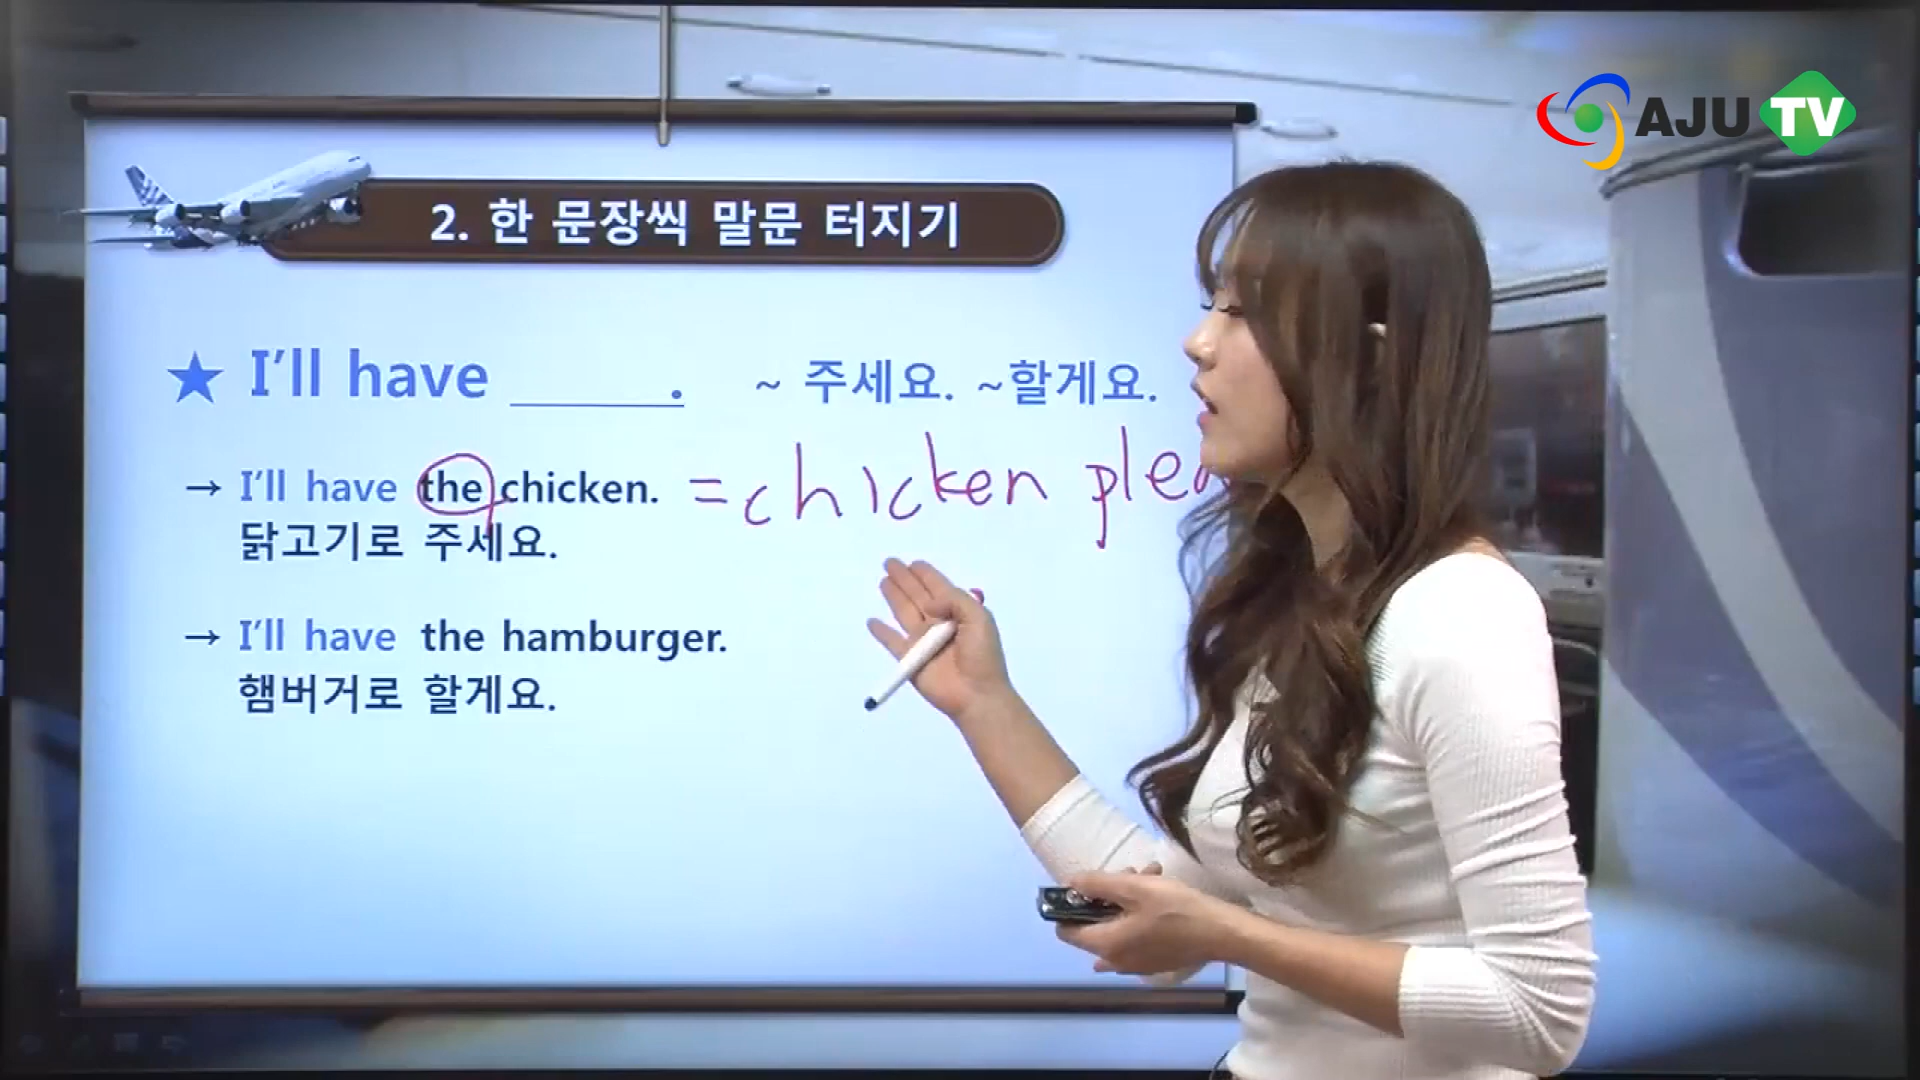 AJU TV
2. 한 문장씩 말문 터지기
★ I'll have _____. ~ 주세요. ~할게요.
→ I'll have the chicken. = chicken
닭고기로 주세요.
→ I'll have the hamburger.
햄버거로 할게요.